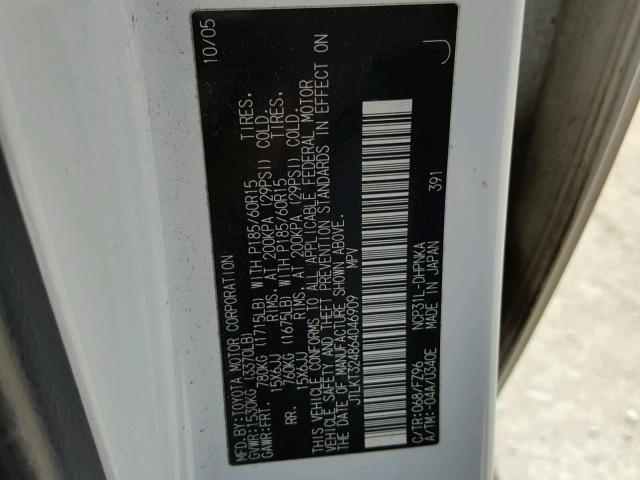 MFD.BY:TOYOTA MOTOR CORPORATION 10/05
GVWR:1530KG (3370LB)
GAWR:FRT 780KG (1715LB) WITH P185/60R15 TIRES,
15X6JJ RIMS, AT 200KPA (29PSI) COLD.
RR. 760KG (1675LB) WITH P185/60R15 TIRES,
15X6JJ RIMS, AT 200KPA (29PSI) COLD.
THIS VEHICLE CONFORMS TO ALL APPLICABLE FEDERAL MOTOR
VEHICLE SAFETY AND THEFT PREVENTION STANDARDS IN EFFECT ON
THE DATE OF MANUFACTURE SHOWN ABOVE.
JTLKT324864046909 MPV
J
C/TR:068/FZ96 NCP31L-DHPNKA 391
A/TM:-04A/U340E MADE IN JAPAN